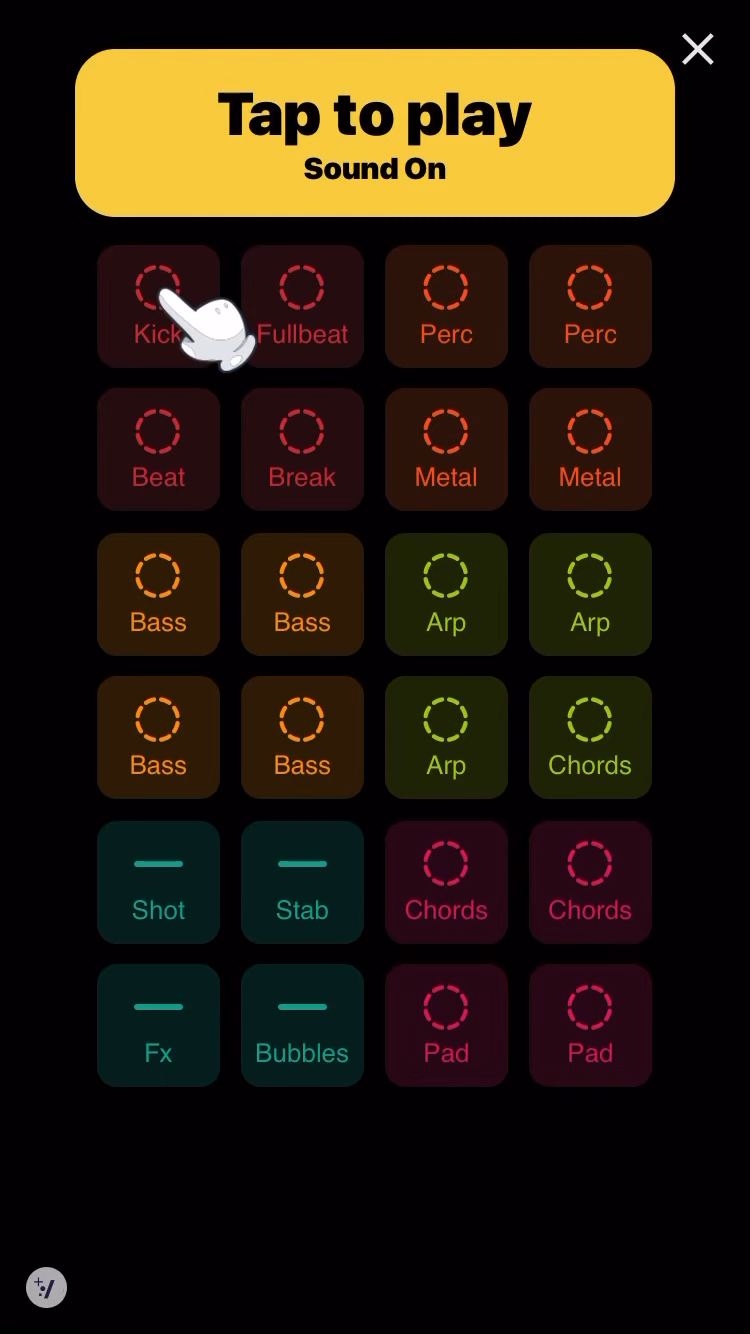 Tap to play
Sound On
Kick Fullbeat Perc Perc
Beat Break Metal Metal
Bass Bass Arp Arp
Bass Bass Arp Chords
Shot Stab Chords Chords
Fx Bubbles Pad Pad